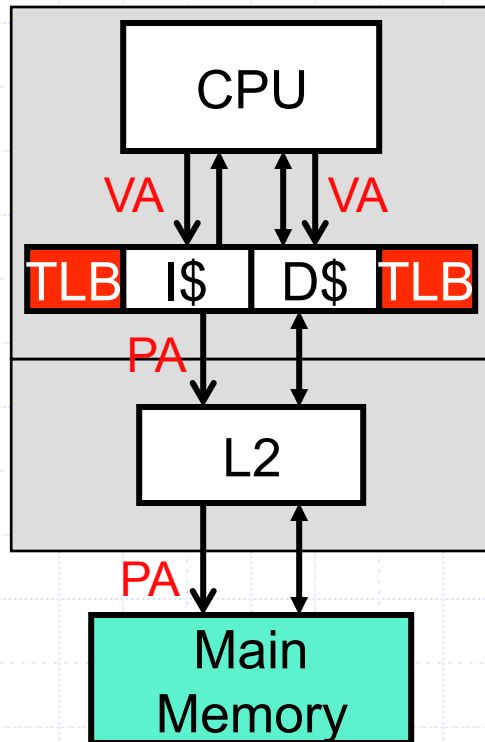 CPU
VA VA
TLB I$ D$ TLB
PA
L2
PA
Main
Memory